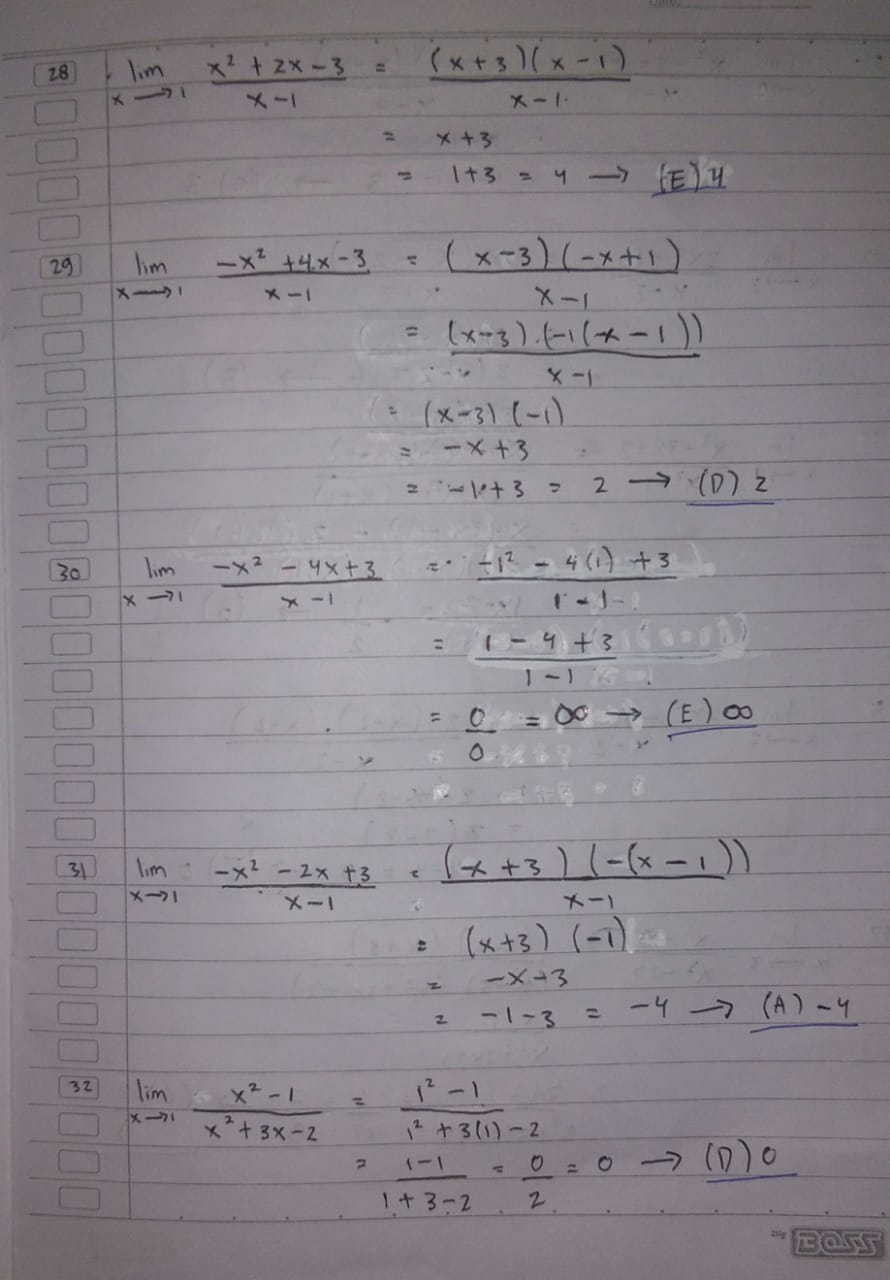 28 lim x→1 x² + 2x - 3 / x - 1 = (x + 3)(x - 1) / x - 1
= x + 3
= 1 + 3 = 4 → (E) 4
29 lim x→1 -x² + 4x - 3 / x - 1 = (x - 3)(-x + 1) / x - 1
= (x - 3).(-1(x - 1)) / x - 1
= (x - 3)(-1)
= -x + 3
= -1 + 3 = 2 → (D) 2
30 lim x→1 -x² - 4x + 3 / x - 1 = -1² - 4(1) + 3 / 1 - 1
= 1 - 4 + 3 / 1 - 1
= 0 / 0 = ∞ → (E) ∞
31 lim x→1 -x² - 2x + 3 / x - 1 = (x + 3)(-(x - 1)) / x - 1
= (x + 3)(-1)
= -x - 3
= -1 - 3 = -4 → (A) -4
32 lim x→1 x² - 1 / x² + 3x - 2 = 1² - 1 / 1² + 3(1) - 2
= 1 - 1 / 1 + 3 - 2 = 0 / 2 = 0 → (D) 0
BOSS